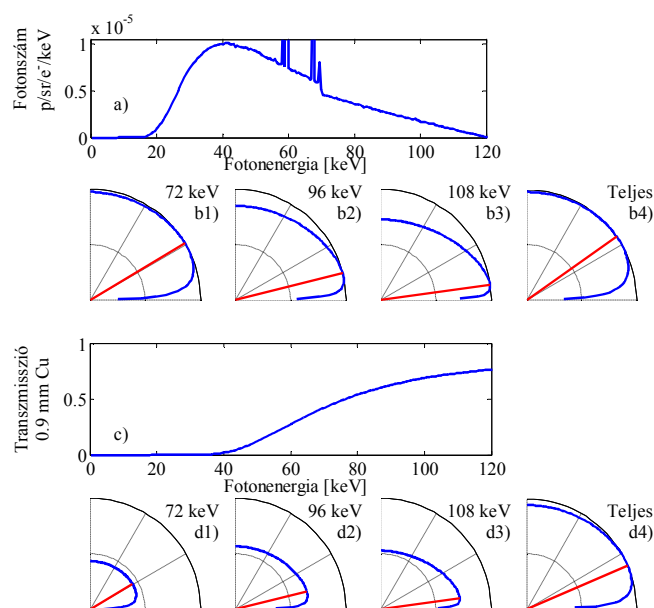 x 10^-5
Fotonszám
p/sr/e^-/keV
1
0.5
0
a)
0 20 40 60 80 100 120
Fotonenergia [keV]
72 keV
b1)
96 keV
b2)
108 keV
b3)
Teljes
b4)
Transzmisszió
0.9 mm Cu
1
0.5
0
c)
0 20 40 60 80 100 120
Fotonenergia [keV]
72 keV
d1)
96 keV
d2)
108 keV
d3)
Teljes
d4)